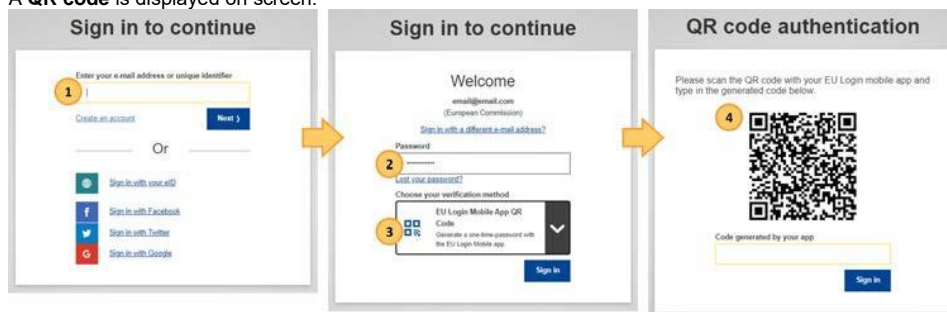 A QR code is displayed on screen.
Sign in to continue
Enter your e-mail address or unique identifier
1
Create an account
Next ❯
Or
Sign in with your eID
f
Sign in with Facebook
Sign in with Twitter
G
Sign in with Google
Sign in to continue
Welcome
email@email.com
(European Commission)
Sign in with a different e-mail address?
Password
2
Lost your password?
Choose your verification method
3
EU Login Mobile App QR
Code
Generate a one-time-password with
the EU Login Mobile app.
Sign in
QR code authentication
Please scan the QR code with your EU Login mobile app and
type in the generated code below.
4
Code generated by your app
Sign in